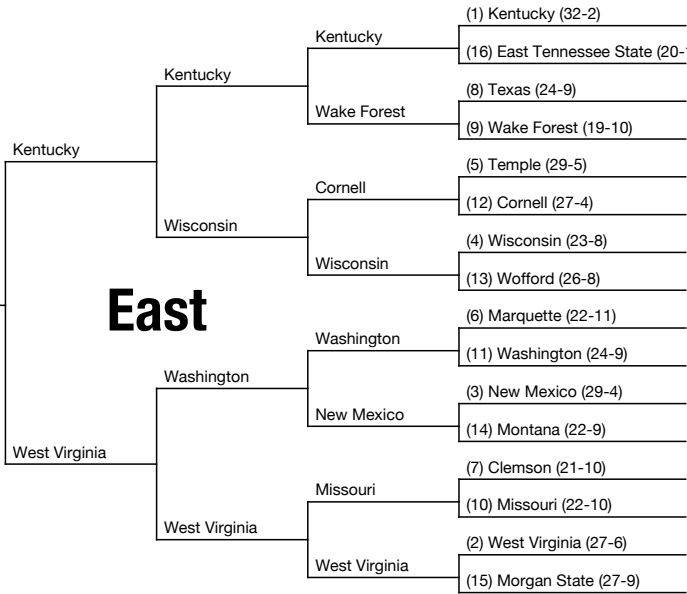 (1) Kentucky (32-2)
Kentucky
(16) East Tennessee State (20-1
Kentucky
(8) Texas (24-9)
Wake Forest
(9) Wake Forest (19-10)
Kentucky
(5) Temple (29-5)
Cornell
(12) Cornell (27-4)
Wisconsin
(4) Wisconsin (23-8)
Wisconsin
(13) Wofford (26-8)
East
(6) Marquette (22-11)
Washington
(11) Washington (24-9)
Washington
(3) New Mexico (29-4)
New Mexico
(14) Montana (22-9)
West Virginia
(7) Clemson (21-10)
Missouri
(10) Missouri (22-10)
West Virginia
(2) West Virginia (27-6)
West Virginia
(15) Morgan State (27-9)